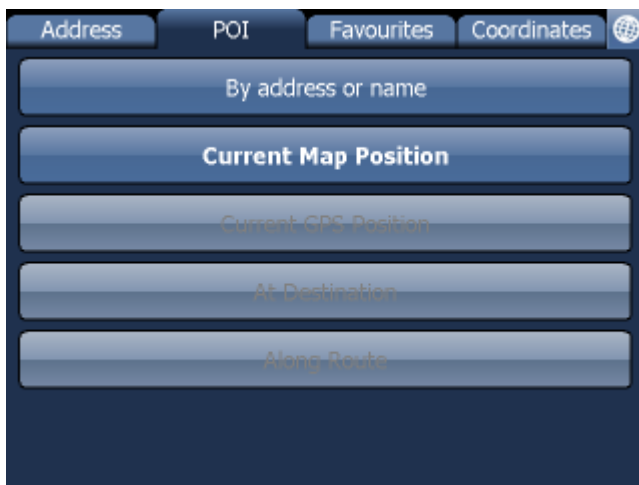 Address POI Favourites Coordinates
By address or name
Current Map Position
Current GPS Position
At Destination
Along Route